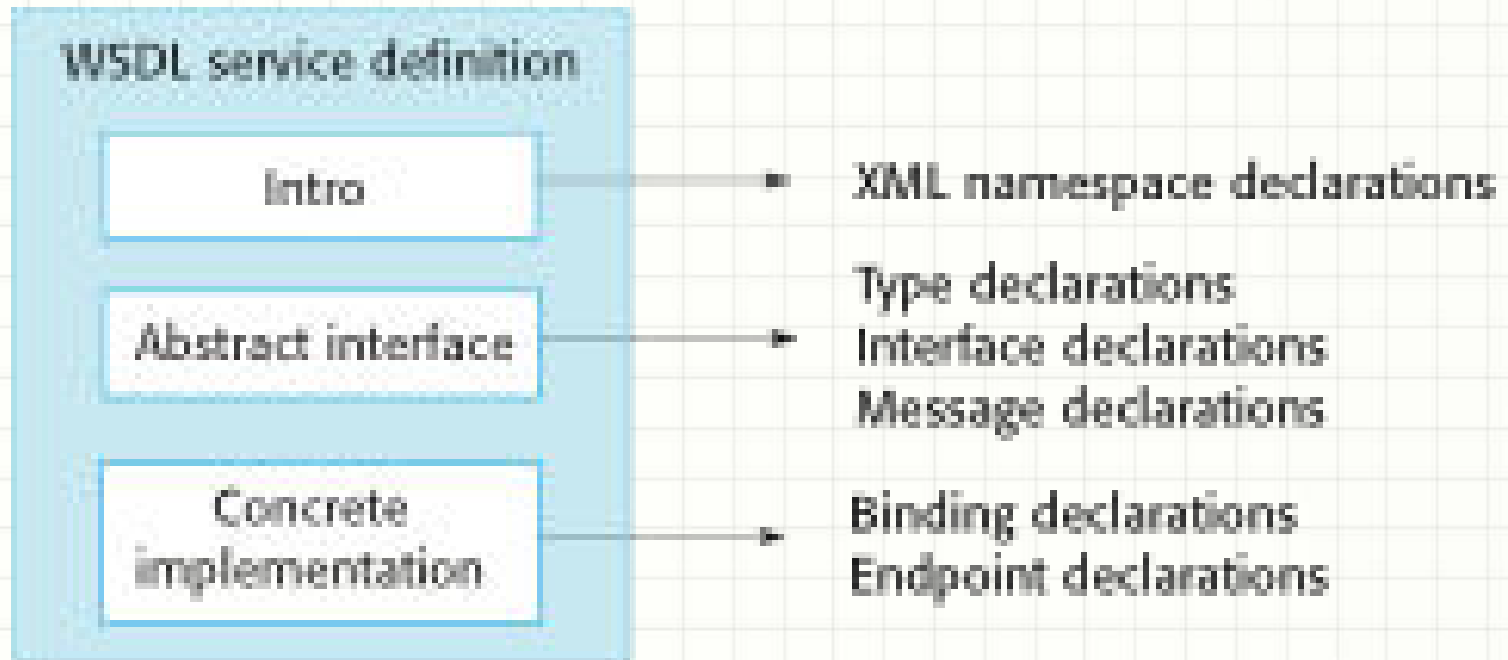 WSDL service definition
Intro
XML namespace declarations
Abstract interface
Type declarations
Interface declarations
Message declarations
Concrete
implementation
Binding declarations
Endpoint declarations